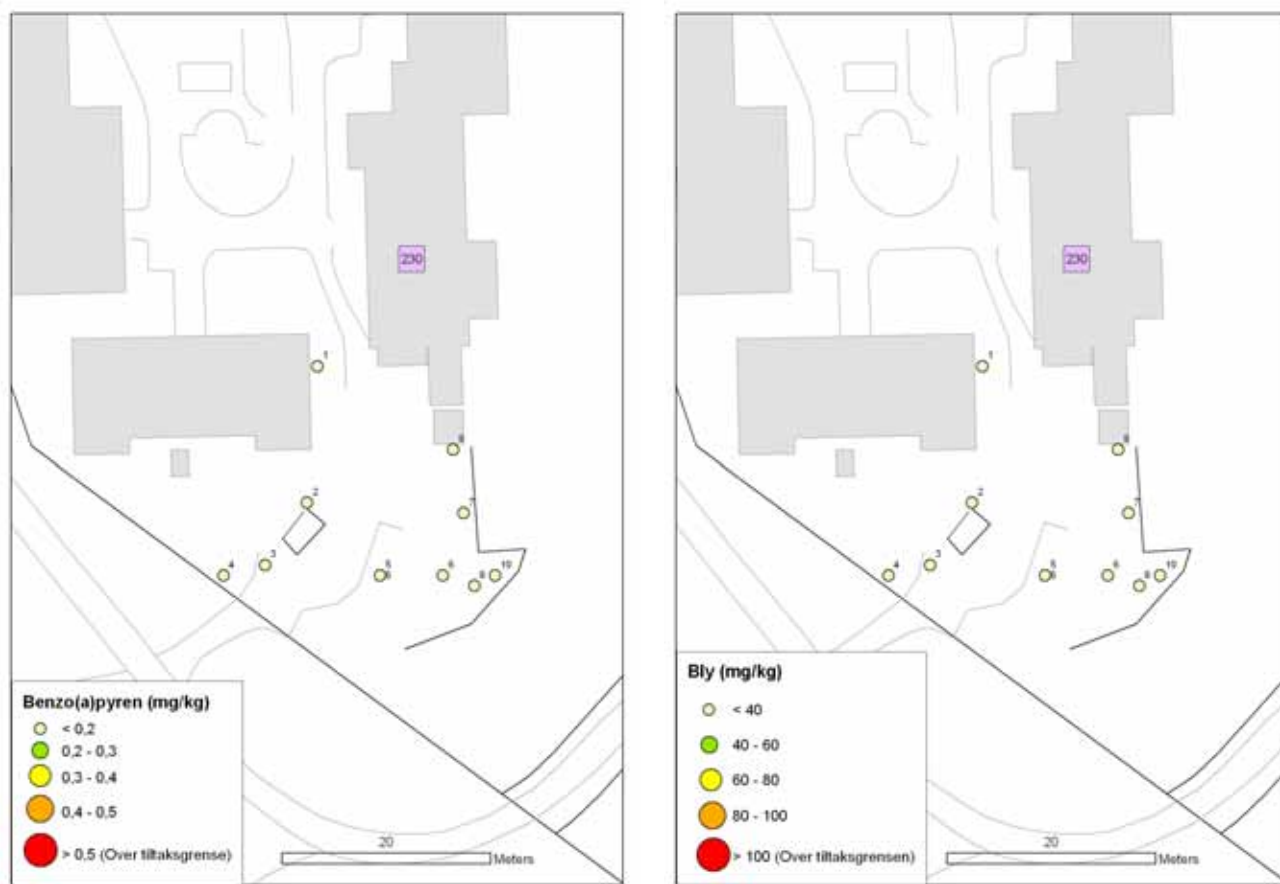 230
1
8
2
7
3
4
5
6
6
9
10
Benzo(a)pyren (mg/kg)
< 0,2
0,2 - 0,3
0,3 - 0,4
0,4 - 0,5
> 0,5 (Over tiltaksgrense)
20
Meters
230
1
8
2
7
3
4
5
6
6
9
10
Bly (mg/kg)
< 40
40 - 60
60 - 80
80 - 100
> 100 (Over tiltaksgrensen)
20
Meters